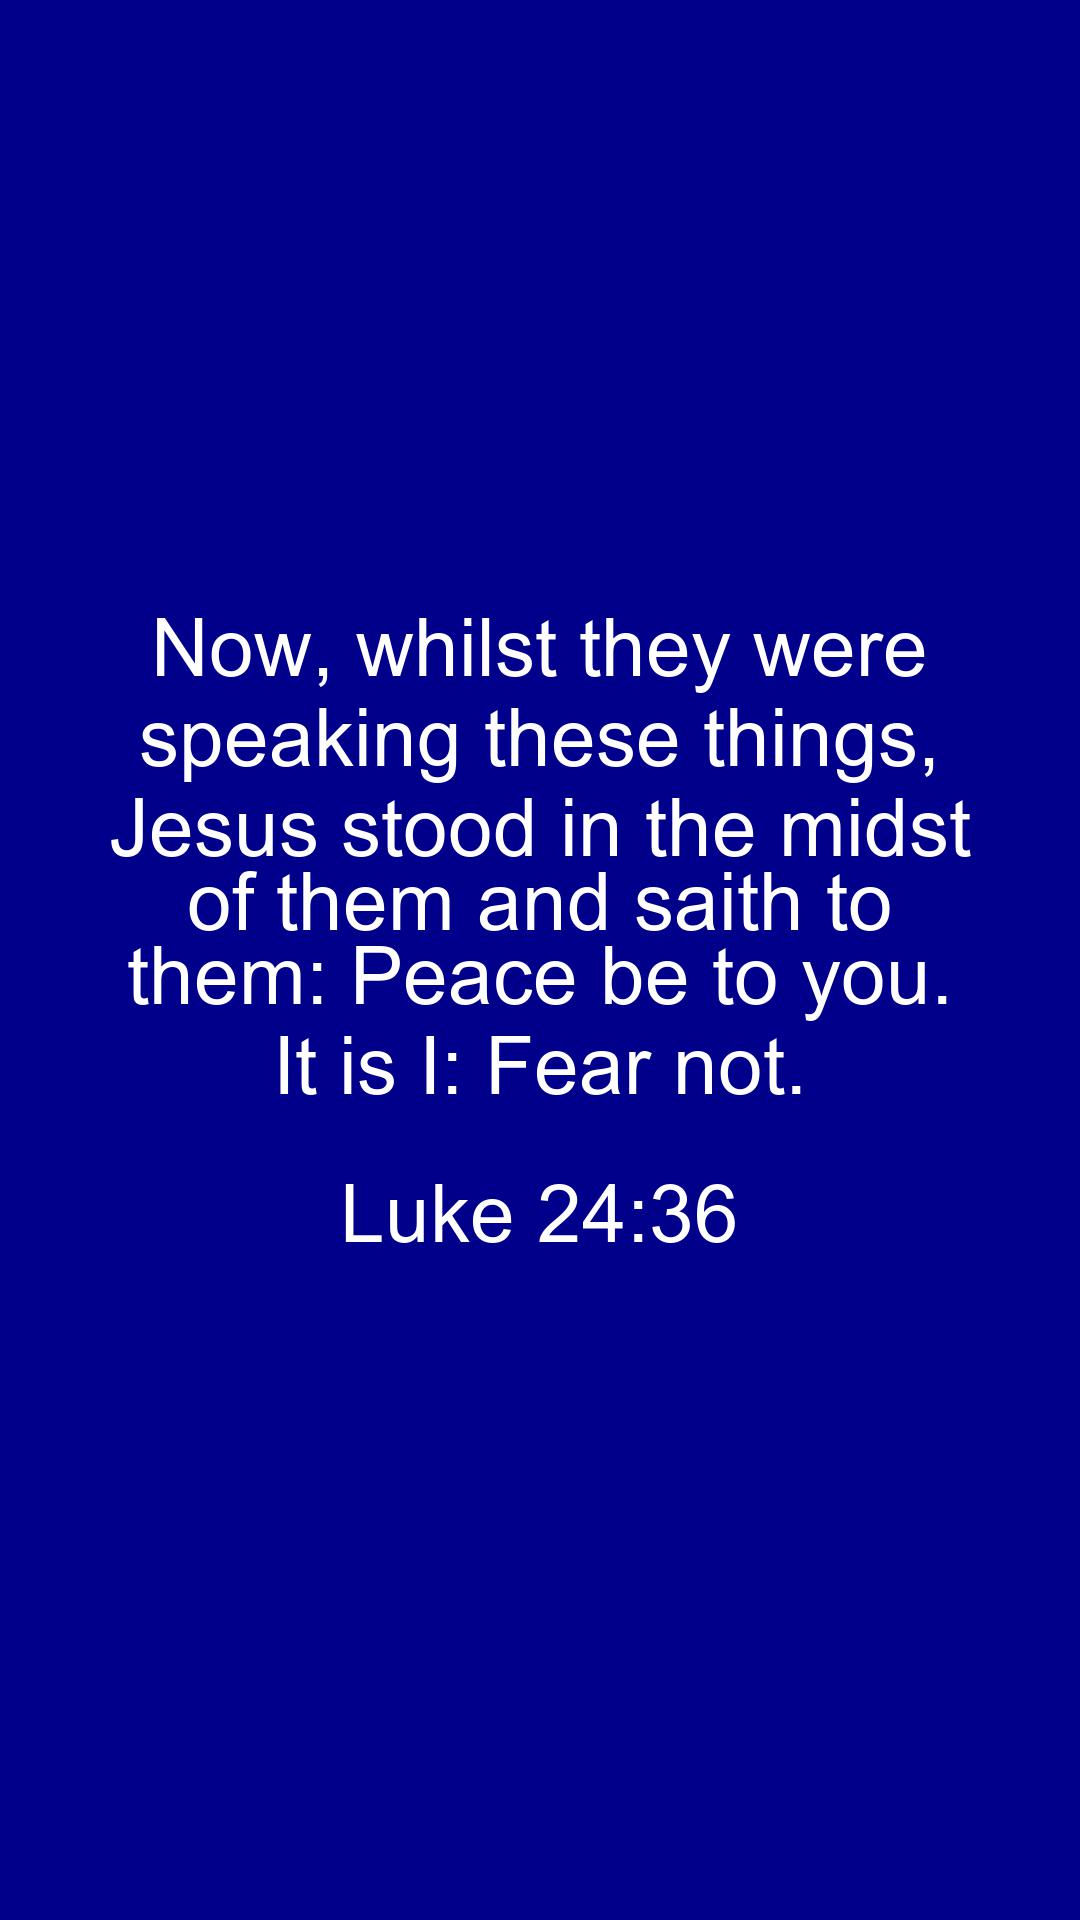 Now, whilst they were
speaking these things,
Jesus stood in the midst
of them and saith to
them: Peace be to you.
It is I: Fear not.
Luke 24:36